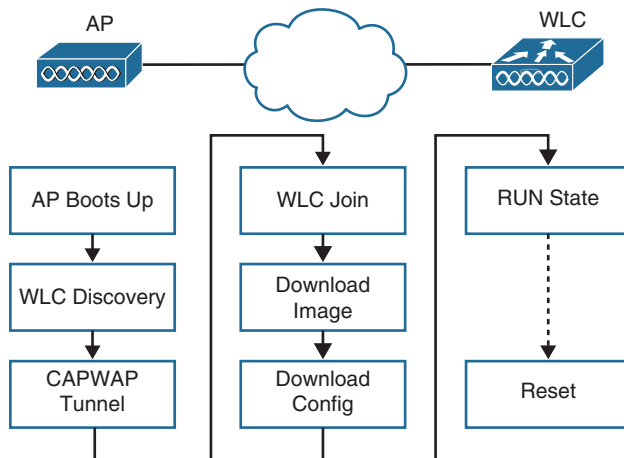 AP
WLC
AP Boots Up
WLC Discovery
CAPWAP
Tunnel
WLC Join
Download
Image
Download
Config
RUN State
Reset